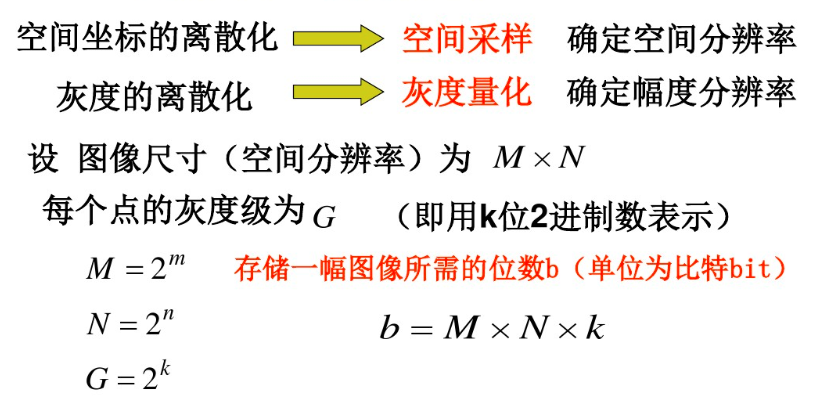 空间坐标的离散化 空间采样 确定空间分辨率
灰度的离散化 灰度量化 确定幅度分辨率
设 图像尺寸（空间分辨率）为 M × N
每个点的灰度级为 G （即用k位2进制数表示）
M = 2^m 存储一幅图像所需的位数b（单位为比特bit）
N = 2^n b = M × N × k
G = 2^k